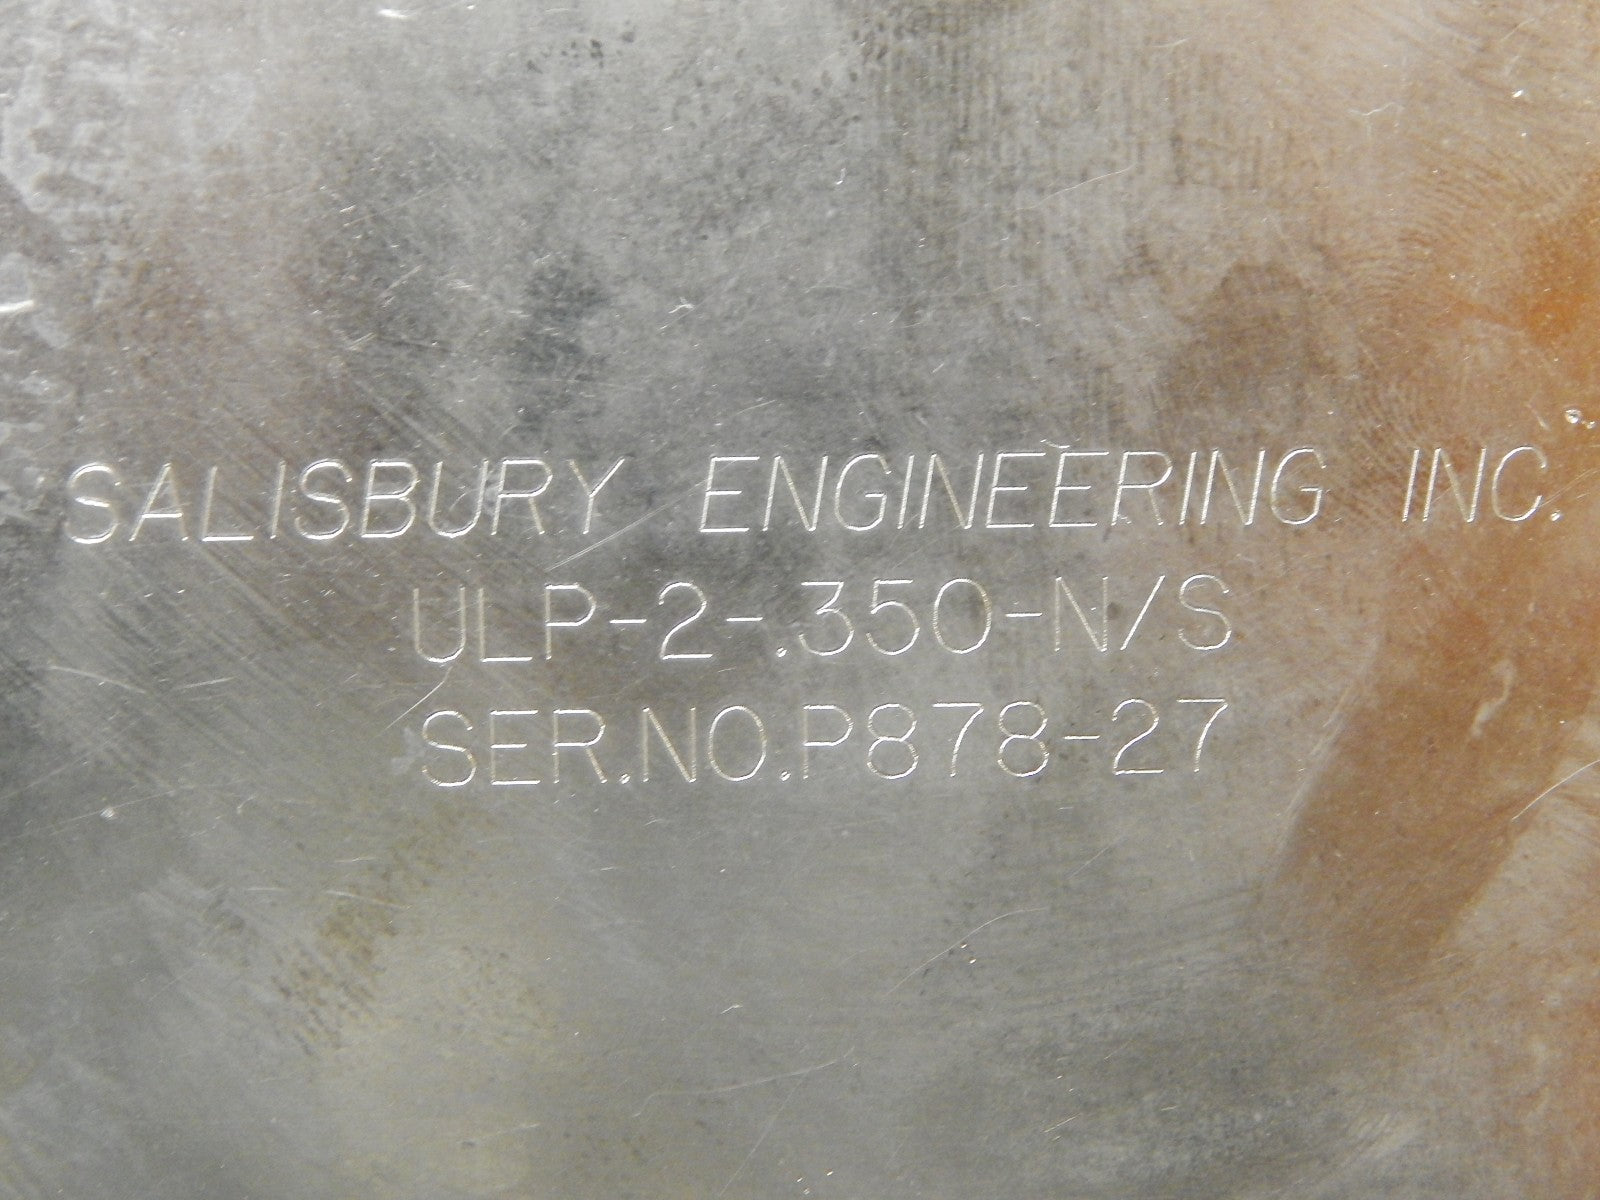 SALISBURY ENGINEERING INC.
ULP-2-.350-N/S
SER.NO.P878-27